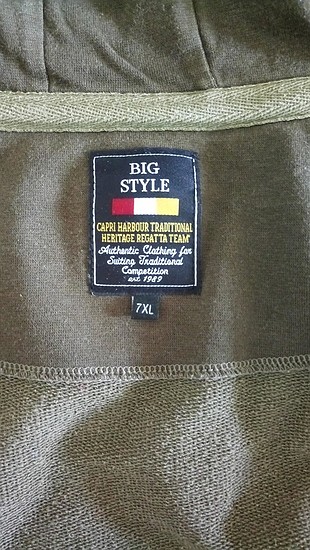 BIG
STYLE
CAPRI HARBOUR TRADITIONAL
HERITAGE REGATTA TEAM
Authentic Clothing for
Suiting Traditional
Competition
est 1989
7XL